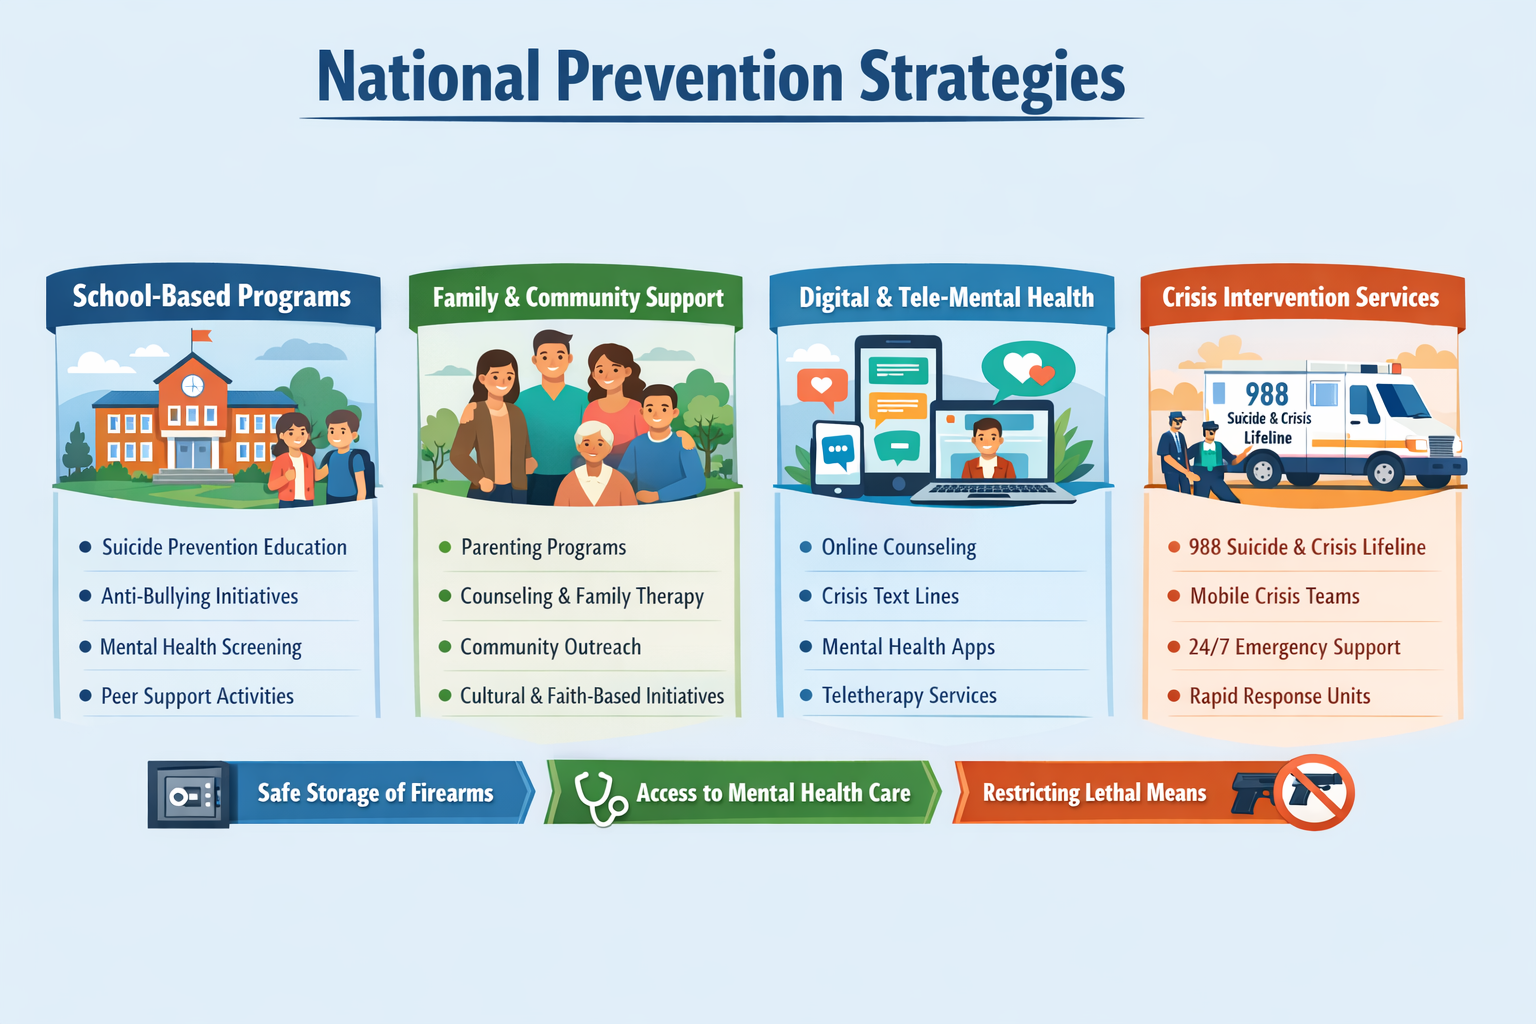 National Prevention Strategies
School-Based Programs
Suicide Prevention Education
Anti-Bullying Initiatives
Mental Health Screening
Peer Support Activities
Family & Community Support
Parenting Programs
Counseling & Family Therapy
Community Outreach
Cultural & Faith-Based Initiatives
Digital & Tele-Mental Health
Online Counseling
Crisis Text Lines
Mental Health Apps
Teletherapy Services
Crisis Intervention Services
988
Suicide & Crisis
Lifeline
988 Suicide & Crisis Lifeline
Mobile Crisis Teams
24/7 Emergency Support
Rapid Response Units
Safe Storage of Firearms
Access to Mental Health Care
Restricting Lethal Means